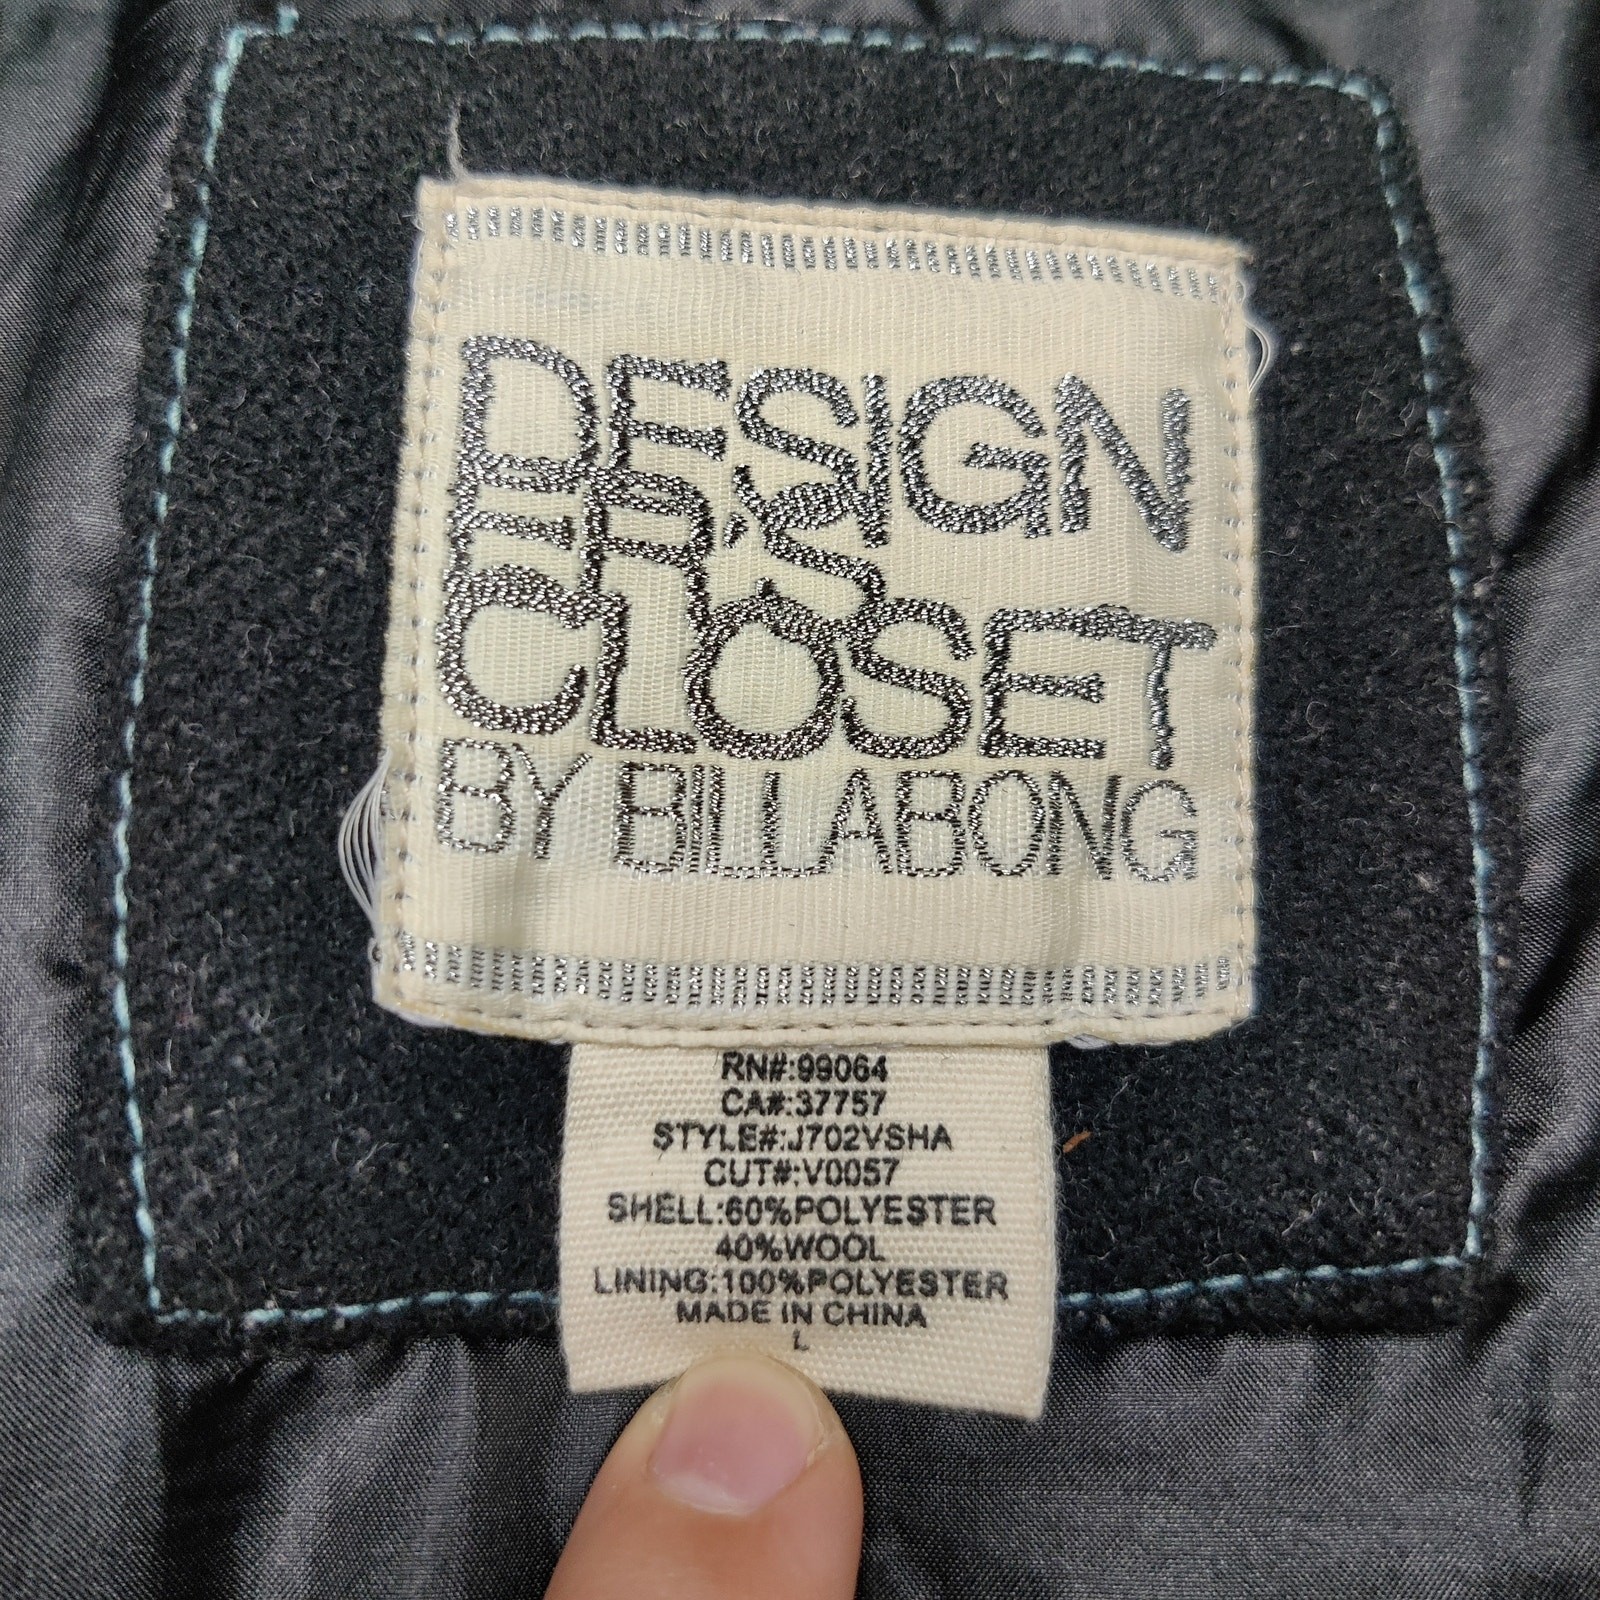 DESIGN
ER'S
CLOSET
BY BILLABONG
RN#:99064
CA#:37757
STYLE#:J702VSHA
CUT#:V0057
SHELL:60%POLYESTER
40%WOOL
LINING:100%POLYESTER
MADE IN CHINA
L